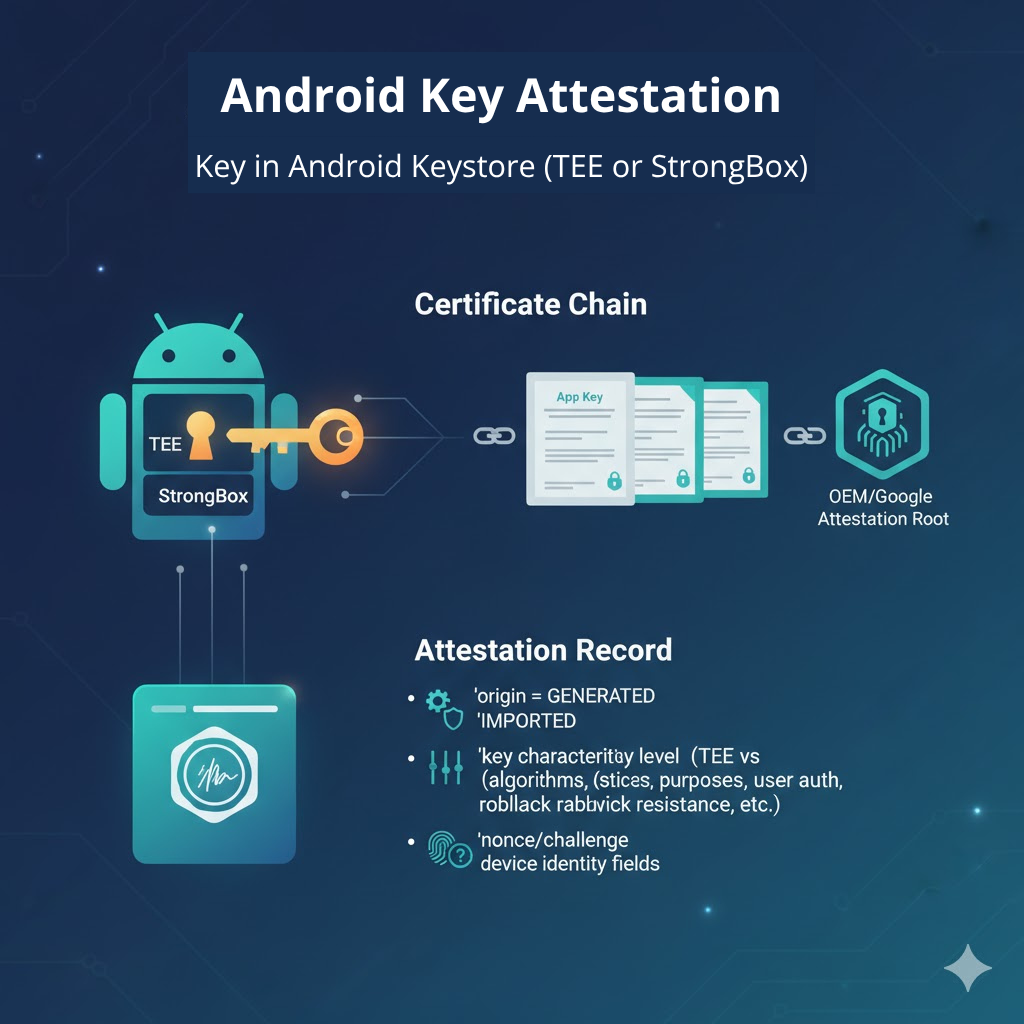 Android Key Attestation
Key in Android Keystore (TEE or StrongBox)
Certificate Chain
App Key
TEE
StrongBox
OEM/Google
Attestation Root
Attestation Record
• 'origin = GENERATED
'IMPORTED
• 'key level (TEE vs
(algorithms, (stices, purposes, user auth,
robllack resistance, etc.)
• 'nonce/challenge
device identity fields